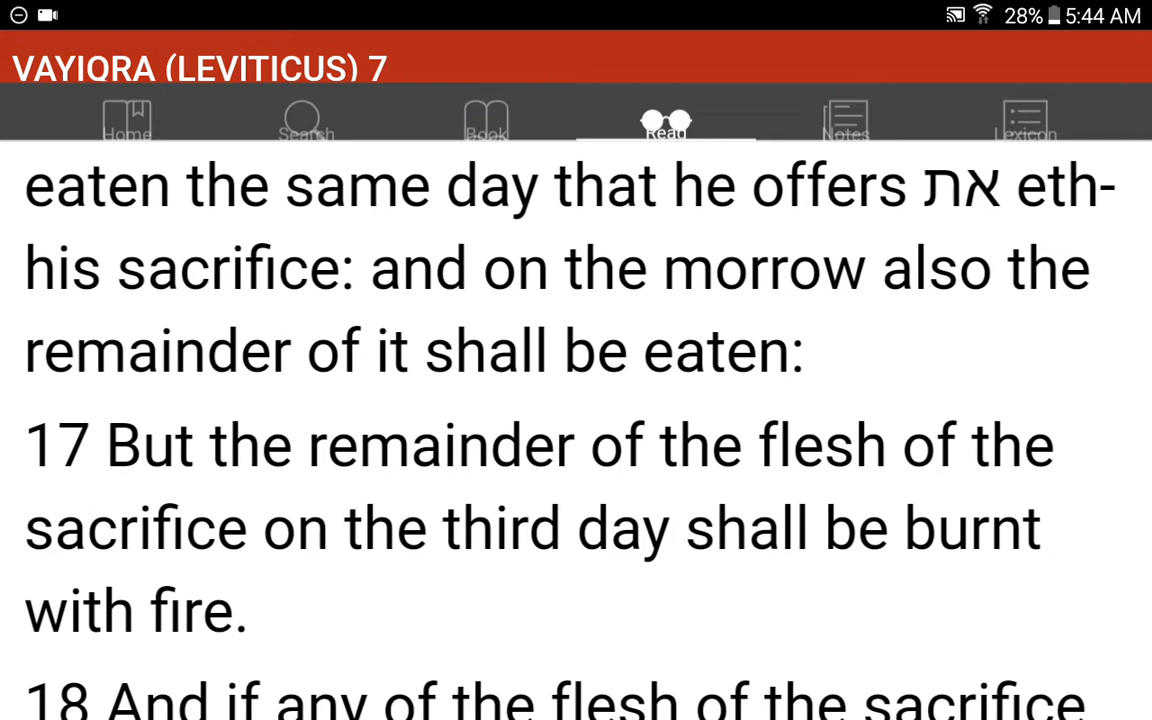 28% 5:44 AM
VAYIQRA (LEVITICUS) 7
Home Search Book Read Notes Lexicon
eaten the same day that he offers את eth-
his sacrifice: and on the morrow also the
remainder of it shall be eaten:
17 But the remainder of the flesh of the
sacrifice on the third day shall be burnt
with fire.
18 And if any of the flesh of the sacrifice